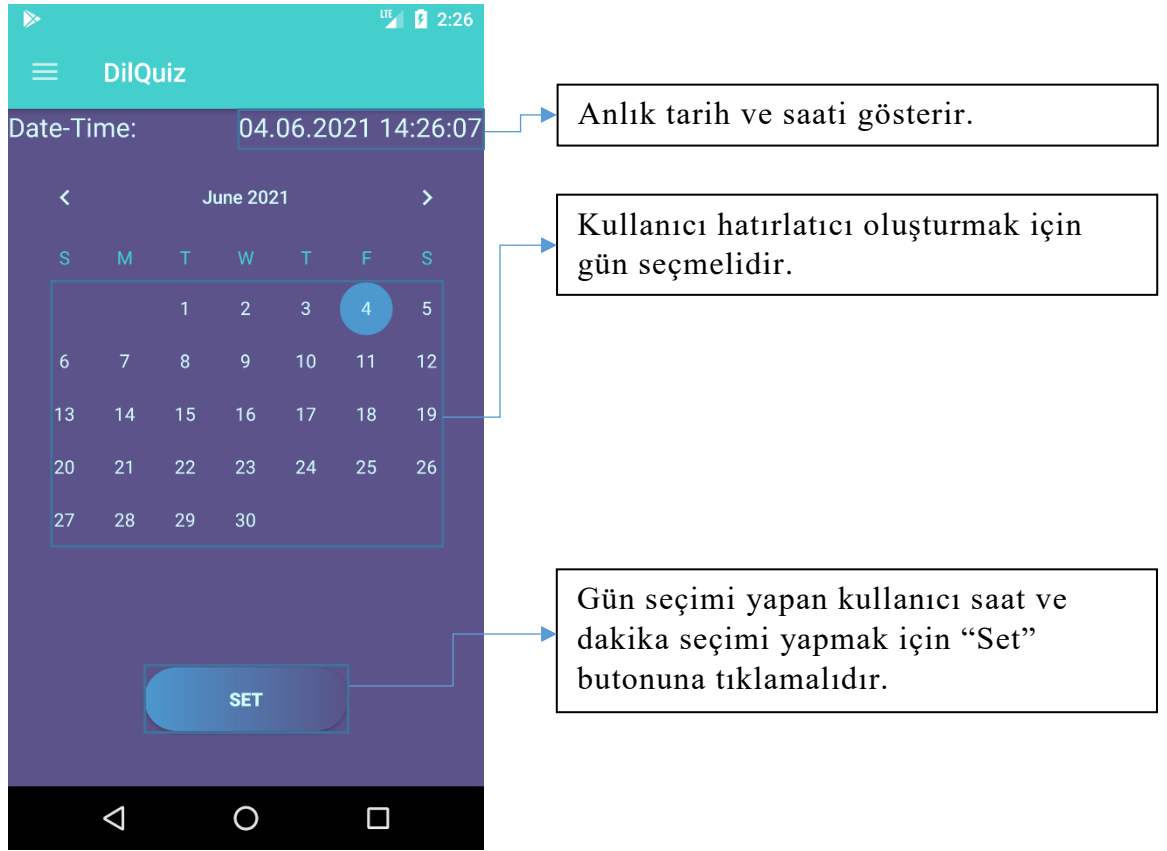 LTE 2:26
DilQuiz
Date-Time: 04.06.2021 14:26:07
Anlık tarih ve saati gösterir.
June 2021
Kullanıcı hatırlatıcı oluşturmak için
gün seçmelidir.
S M T W T F S
1 2 3 4 5
6 7 8 9 10 11 12
13 14 15 16 17 18 19
20 21 22 23 24 25 26
27 28 29 30
Gün seçimi yapan kullanıcı saat ve
dakika seçimi yapmak için “Set”
butonuna tıklamalıdır.
SET